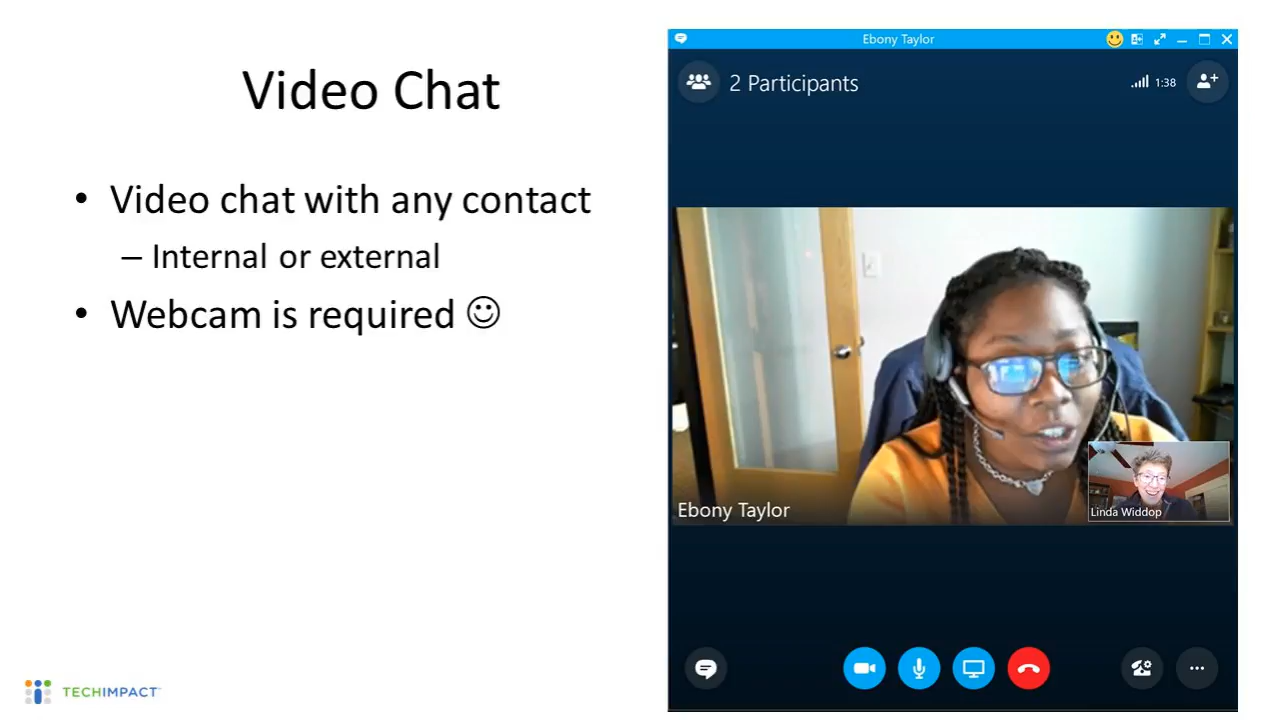 Video Chat
• Video chat with any contact
– Internal or external
• Webcam is required ☺
Ebony Taylor
2 Participants
1:38
Ebony Taylor
Linda Widdop
TECHIMPACT